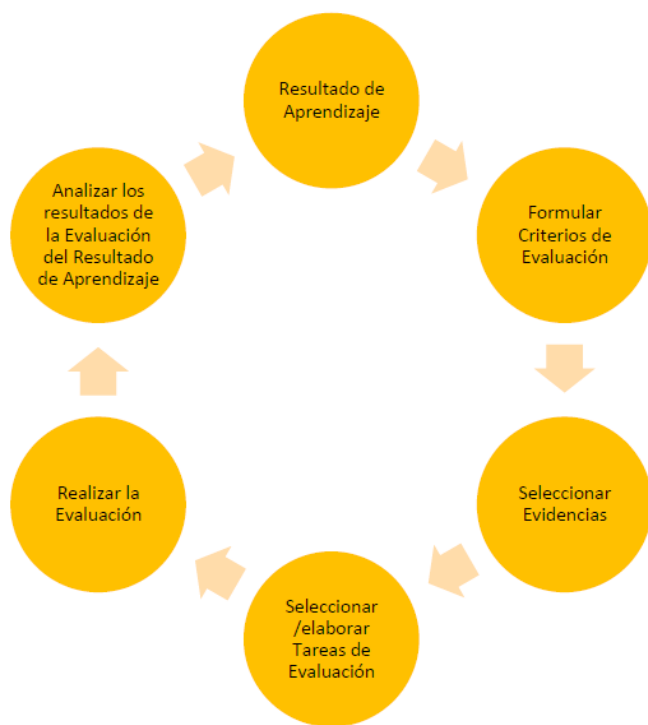 Resultado de
Aprendizaje
Formular
Criterios de
Evaluación
Seleccionar
Evidencias
Seleccionar
/elaborar
Tareas de
Evaluación
Realizar la
Evaluación
Analizar los
resultados de
la Evaluación
del Resultado
de Aprendizaje